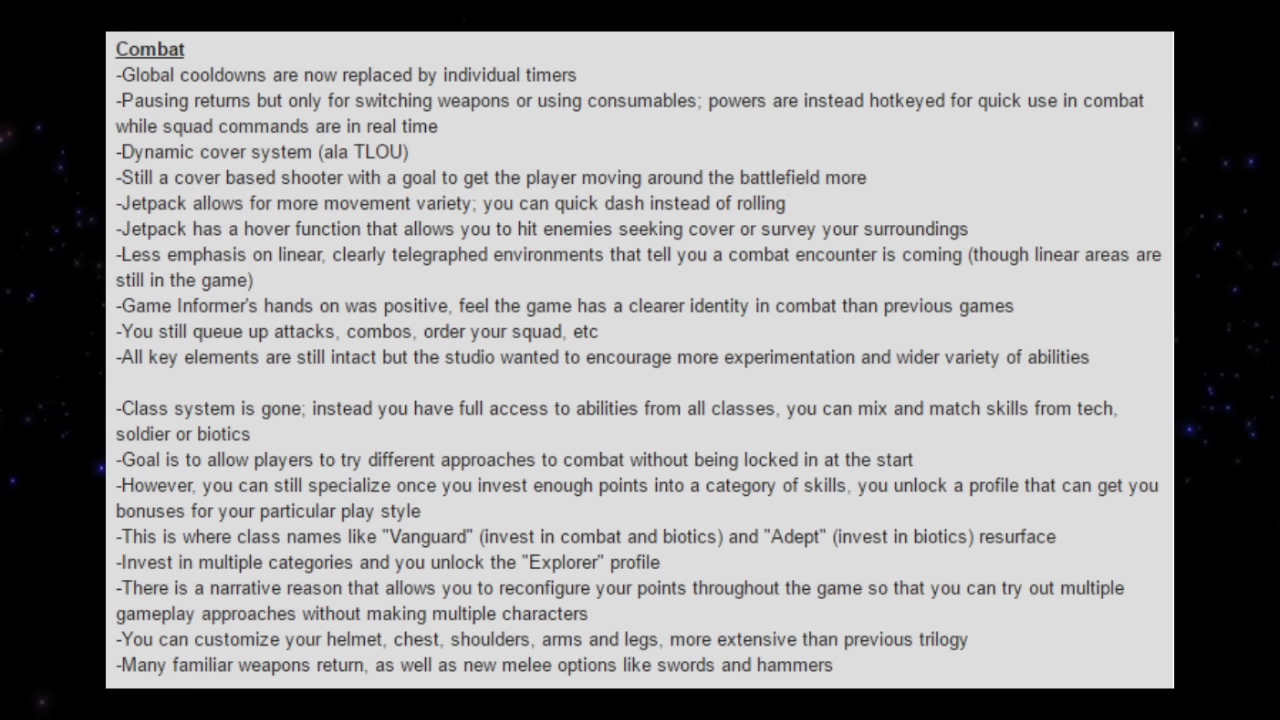 Combat
-Global cooldowns are now replaced by individual timers
-Pausing returns but only for switching weapons or using consumables; powers are instead hotkeyed for quick use in combat
while squad commands are in real time
-Dynamic cover system (ala TLOU)
-Still a cover based shooter with a goal to get the player moving around the battlefield more
-Jetpack allows for more movement variety; you can quick dash instead of rolling
-Jetpack has a hover function that allows you to hit enemies seeking cover or survey your surroundings
-Less emphasis on linear, clearly telegraphed environments that tell you a combat encounter is coming (though linear areas are
still in the game)
-Game Informer's hands on was positive, feel the game has a clearer identity in combat than previous games
-You still queue up attacks, combos, order your squad, etc
-All key elements are still intact but the studio wanted to encourage more experimentation and wider variety of abilities
-Class system is gone; instead you have full access to abilities from all classes, you can mix and match skills from tech,
soldier or biotics
-Goal is to allow players to try different approaches to combat without being locked in at the start
-However, you can still specialize once you invest enough points into a category of skills, you unlock a profile that can get you
bonuses for your particular play style
-This is where class names like "Vanguard" (invest in combat and biotics) and "Adept" (invest in biotics) resurface
-Invest in multiple categories and you unlock the "Explorer" profile
-There is a narrative reason that allows you to reconfigure your points throughout the game so that you can try out multiple
gameplay approaches without making multiple characters
-You can customize your helmet, chest, shoulders, arms and legs, more extensive than previous trilogy
-Many familiar weapons return, as well as new melee options like swords and hammers